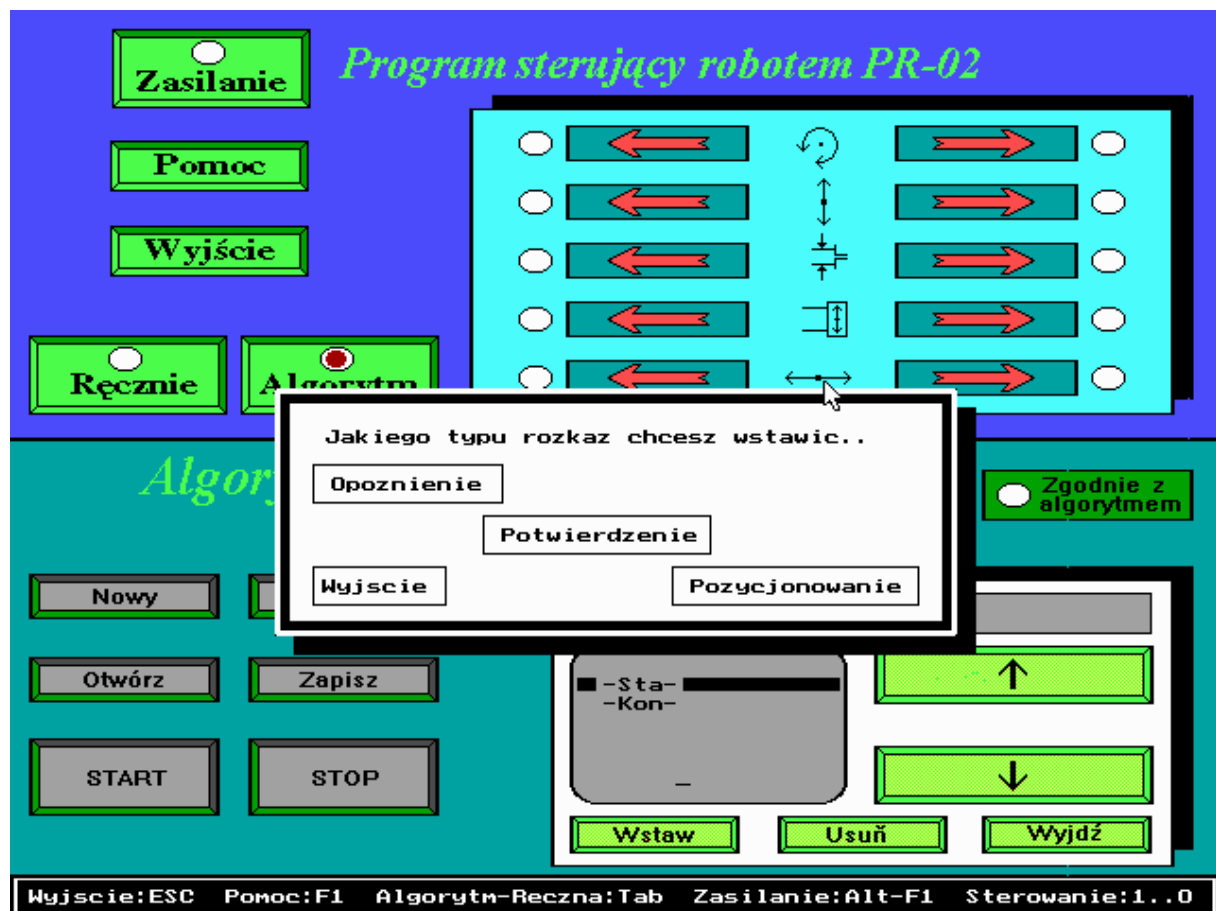 Zasilanie
Program sterujący robotem PR-02
Pomoc
Wyjście
Ręcznie
Algorytm
Jakiego typu rozkaz chcesz wstawic..
Opoznienie
Potwierdzenie
Wyjscie
Pozycjonowanie
Zgodnie z
algorytmem
Nowy
Otwórz
Zapisz
START
STOP
-Sta-
-Kon-
Wstaw
Usuň
Wyjdź
Wyjscie:ESC Pomoc:F1 Algorytm-Reczna:Tab Zasilanie:Alt-F1 Sterowanie:1..0